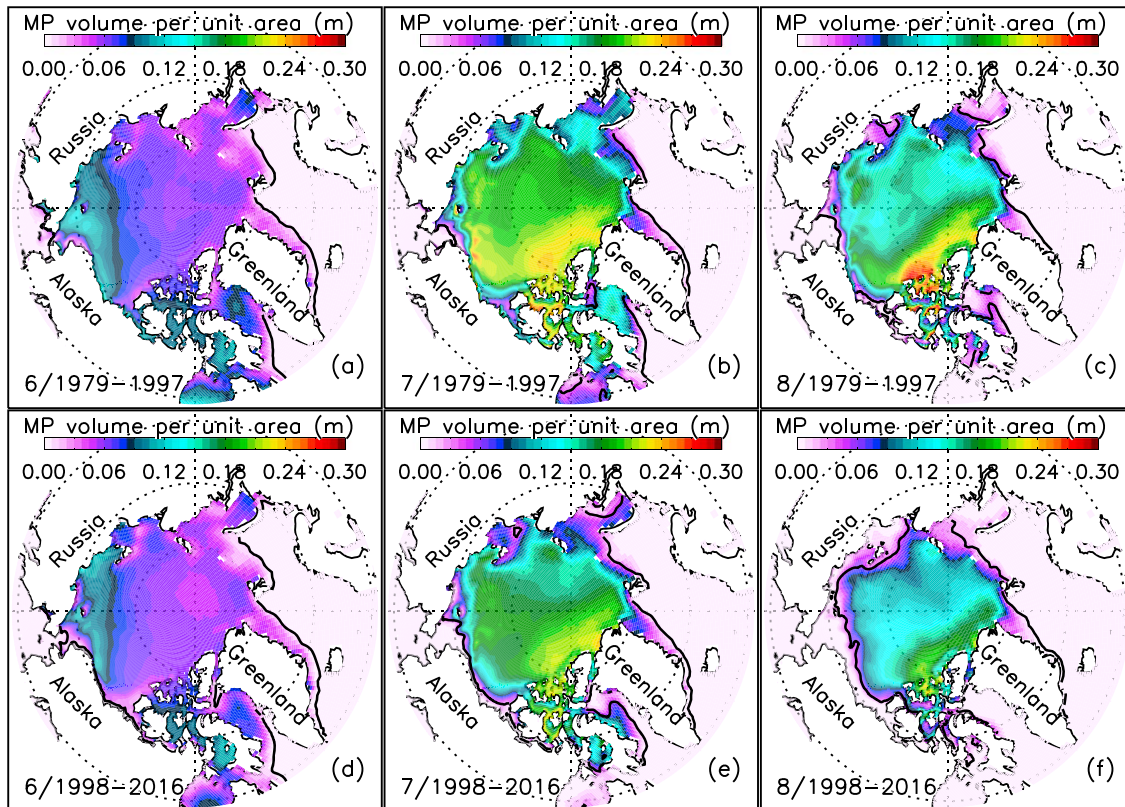 MP volume per unit area (m)
0.00 0.06 0.12 0.18 0.24 0.30
Russia
Alaska
Greenland
6/1979-1997
(a)
MP volume per unit area (m)
0.00 0.06 0.12 0.18 0.24 0.30
Russia
Alaska
Greenland
7/1979-1997
(b)
MP volume per unit area (m)
0.00 0.06 0.12 0.18 0.24 0.30
Russia
Alaska
Greenland
8/1979-1997
(c)
MP volume per unit area (m)
0.00 0.06 0.12 0.18 0.24 0.30
Russia
Alaska
Greenland
6/1998-2016
(d)
MP volume per unit area (m)
0.00 0.06 0.12 0.18 0.24 0.30
Russia
Alaska
Greenland
7/1998-2016
(e)
MP volume per unit area (m)
0.00 0.06 0.12 0.18 0.24 0.30
Russia
Alaska
Greenland
8/1998-2016
(f)